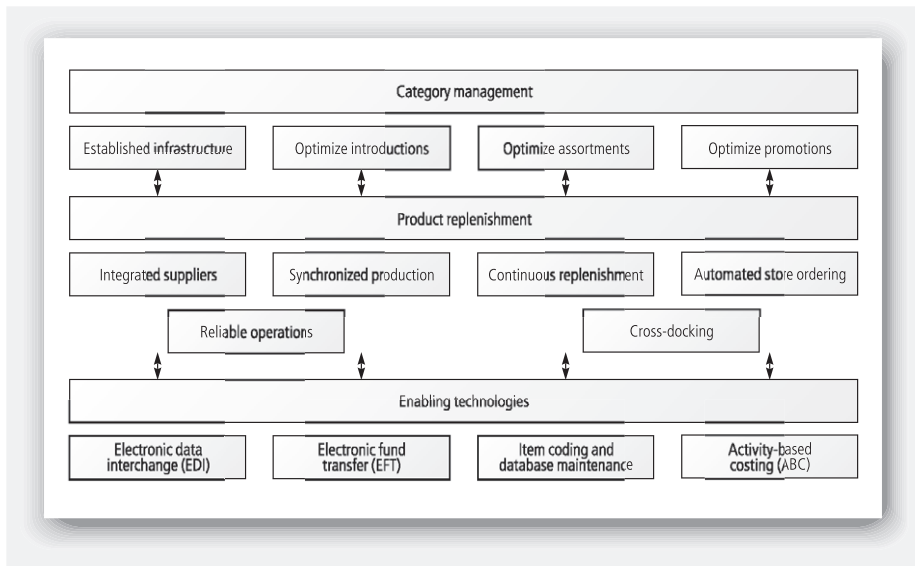 Category management
Established infrastructure
Optimize introductions
Optimize assortments
Optimize promotions
Product replenishment
Integrated suppliers
Synchronized production
Continuous replenishment
Automated store ordering
Reliable operations
Cross-docking
Enabling technologies
Electronic data
interchange (EDI)
Electronic fund
transfer (EFT)
Item coding and
database maintenance
Activity-based
costing (ABC)